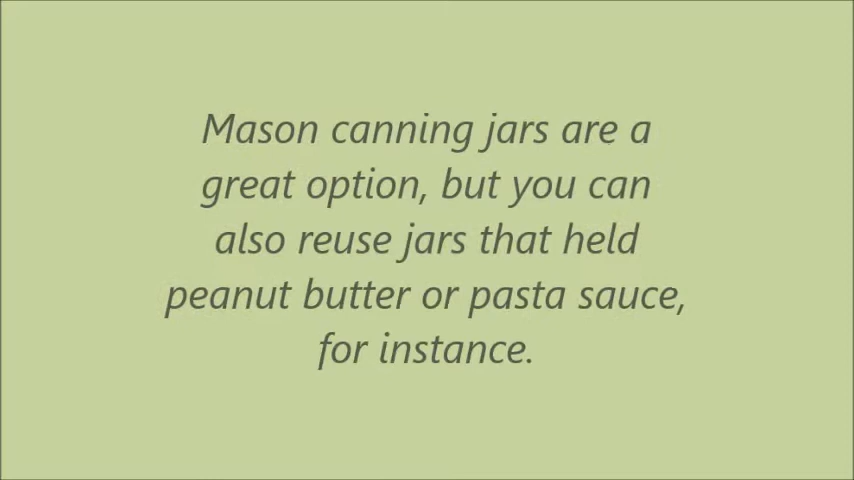 Mason canning jars are a
great option, but you can
also reuse jars that held
peanut butter or pasta sauce,
for instance.